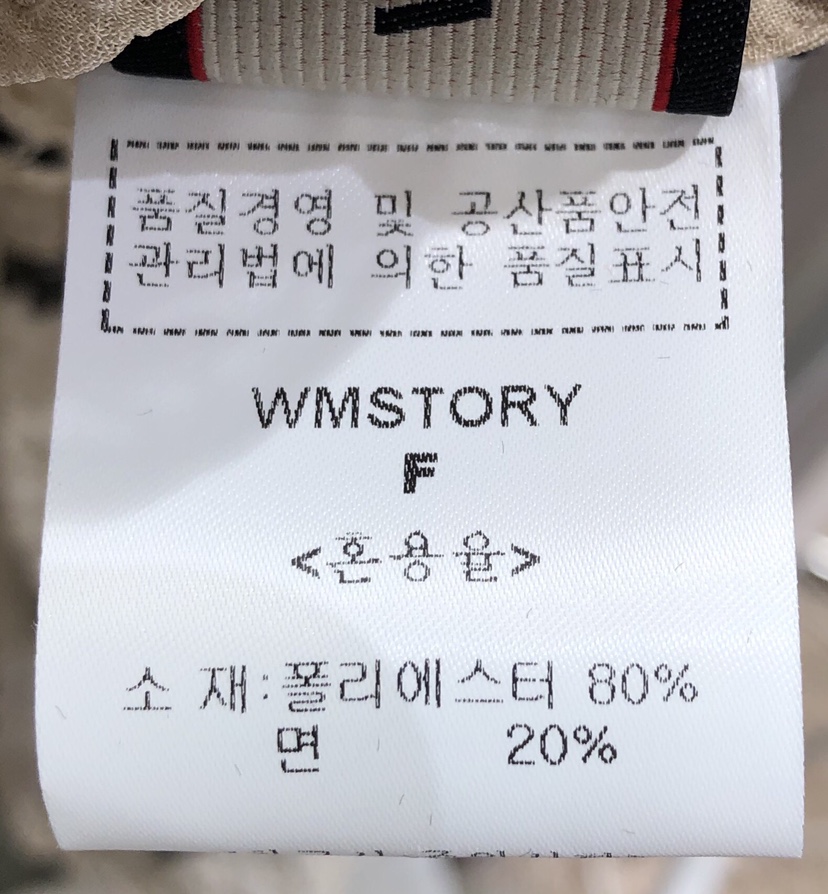 품질경영 및 공산품안전
관리법에 의한 품질표시
WMSTORY
F
<혼용율>
소 재:폴리에스터 80%
면 20%